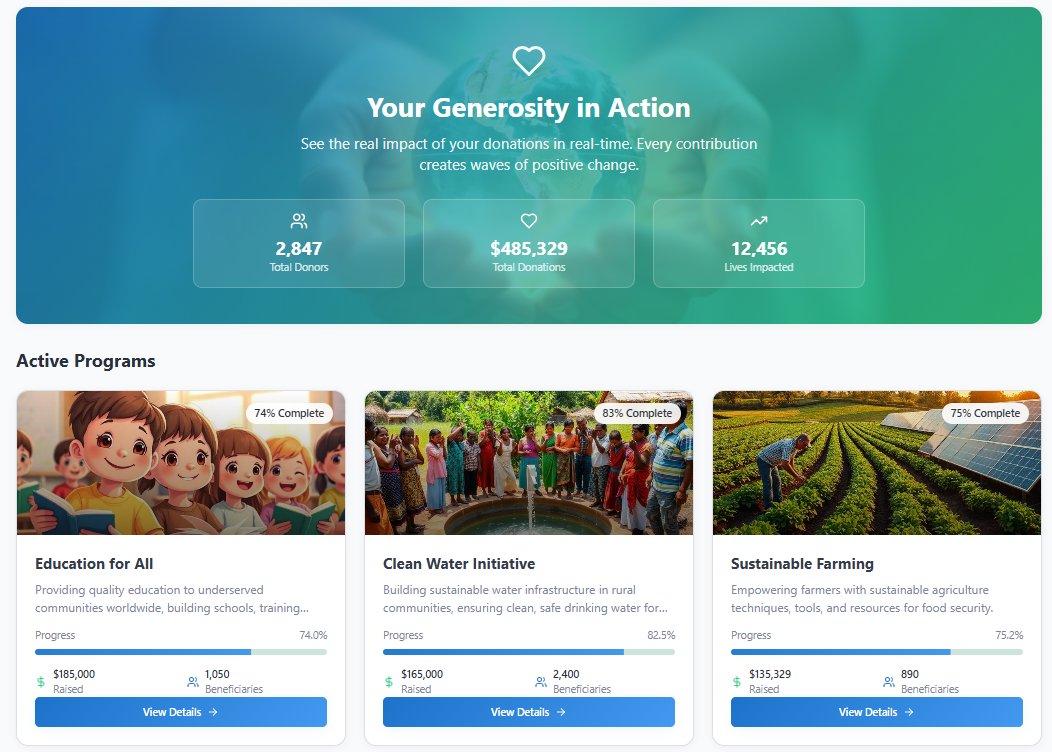 Your Generosity in Action
See the real impact of your donations in real-time. Every contribution
creates waves of positive change.
2,847
Total Donors
$485,329
Total Donations
12,456
Lives Impacted
Active Programs
74% Complete
Education for All
Providing quality education to underserved
communities worldwide, building schools, training...
Progress
74.0%
$185,000
Raised
1,050
Beneficiaries
View Details →
83% Complete
Clean Water Initiative
Building sustainable water infrastructure in rural
communities, ensuring clean, safe drinking water for...
Progress
82.5%
$165,000
Raised
2,400
Beneficiaries
View Details →
75% Complete
Sustainable Farming
Empowering farmers with sustainable agriculture
techniques, tools, and resources for food security.
Progress
75.2%
$135,329
Raised
890
Beneficiaries
View Details →